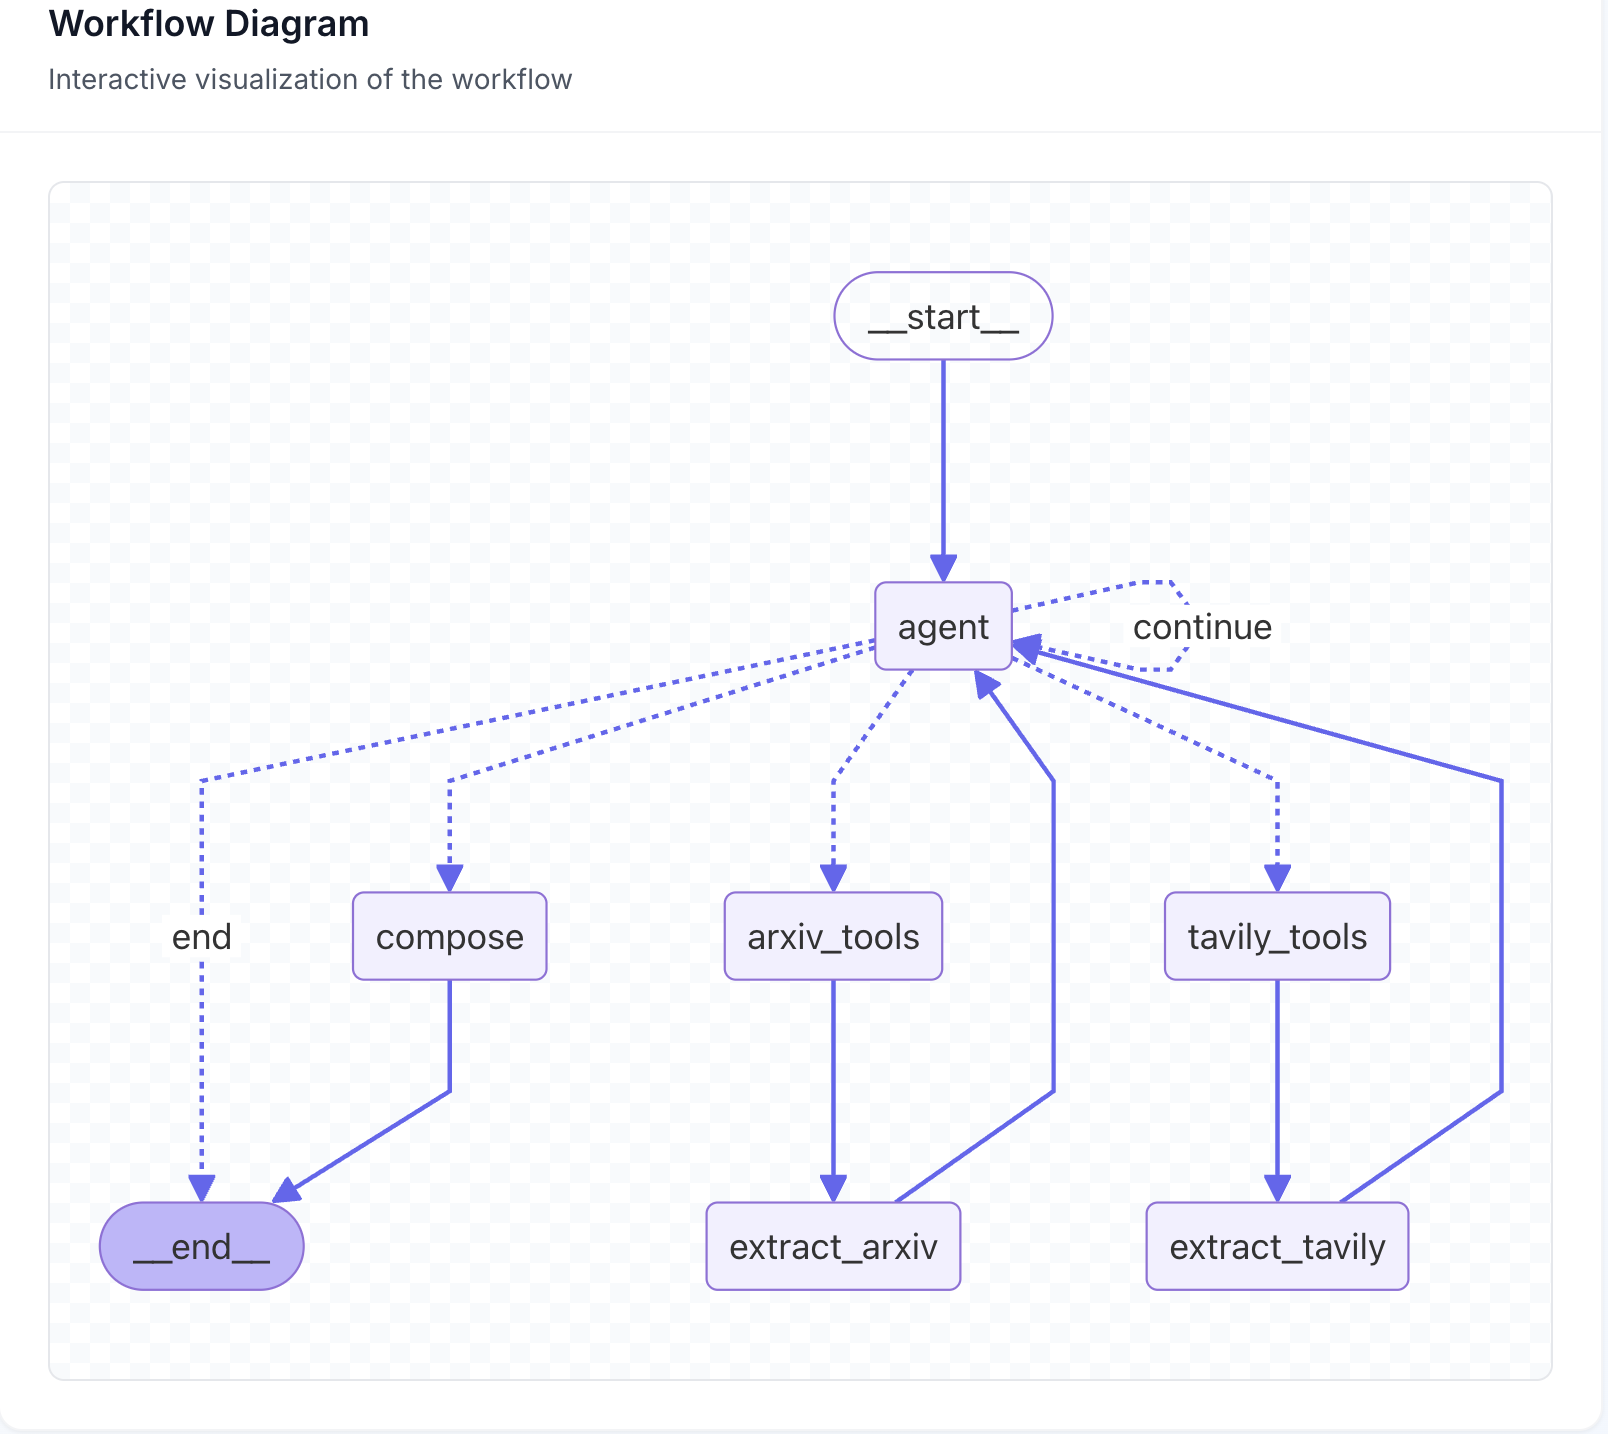 Workflow Diagram
Interactive visualization of the workflow
__start__
agent
continue
end
compose
arxiv_tools
tavily_tools
__end__
extract_arxiv
extract_tavily